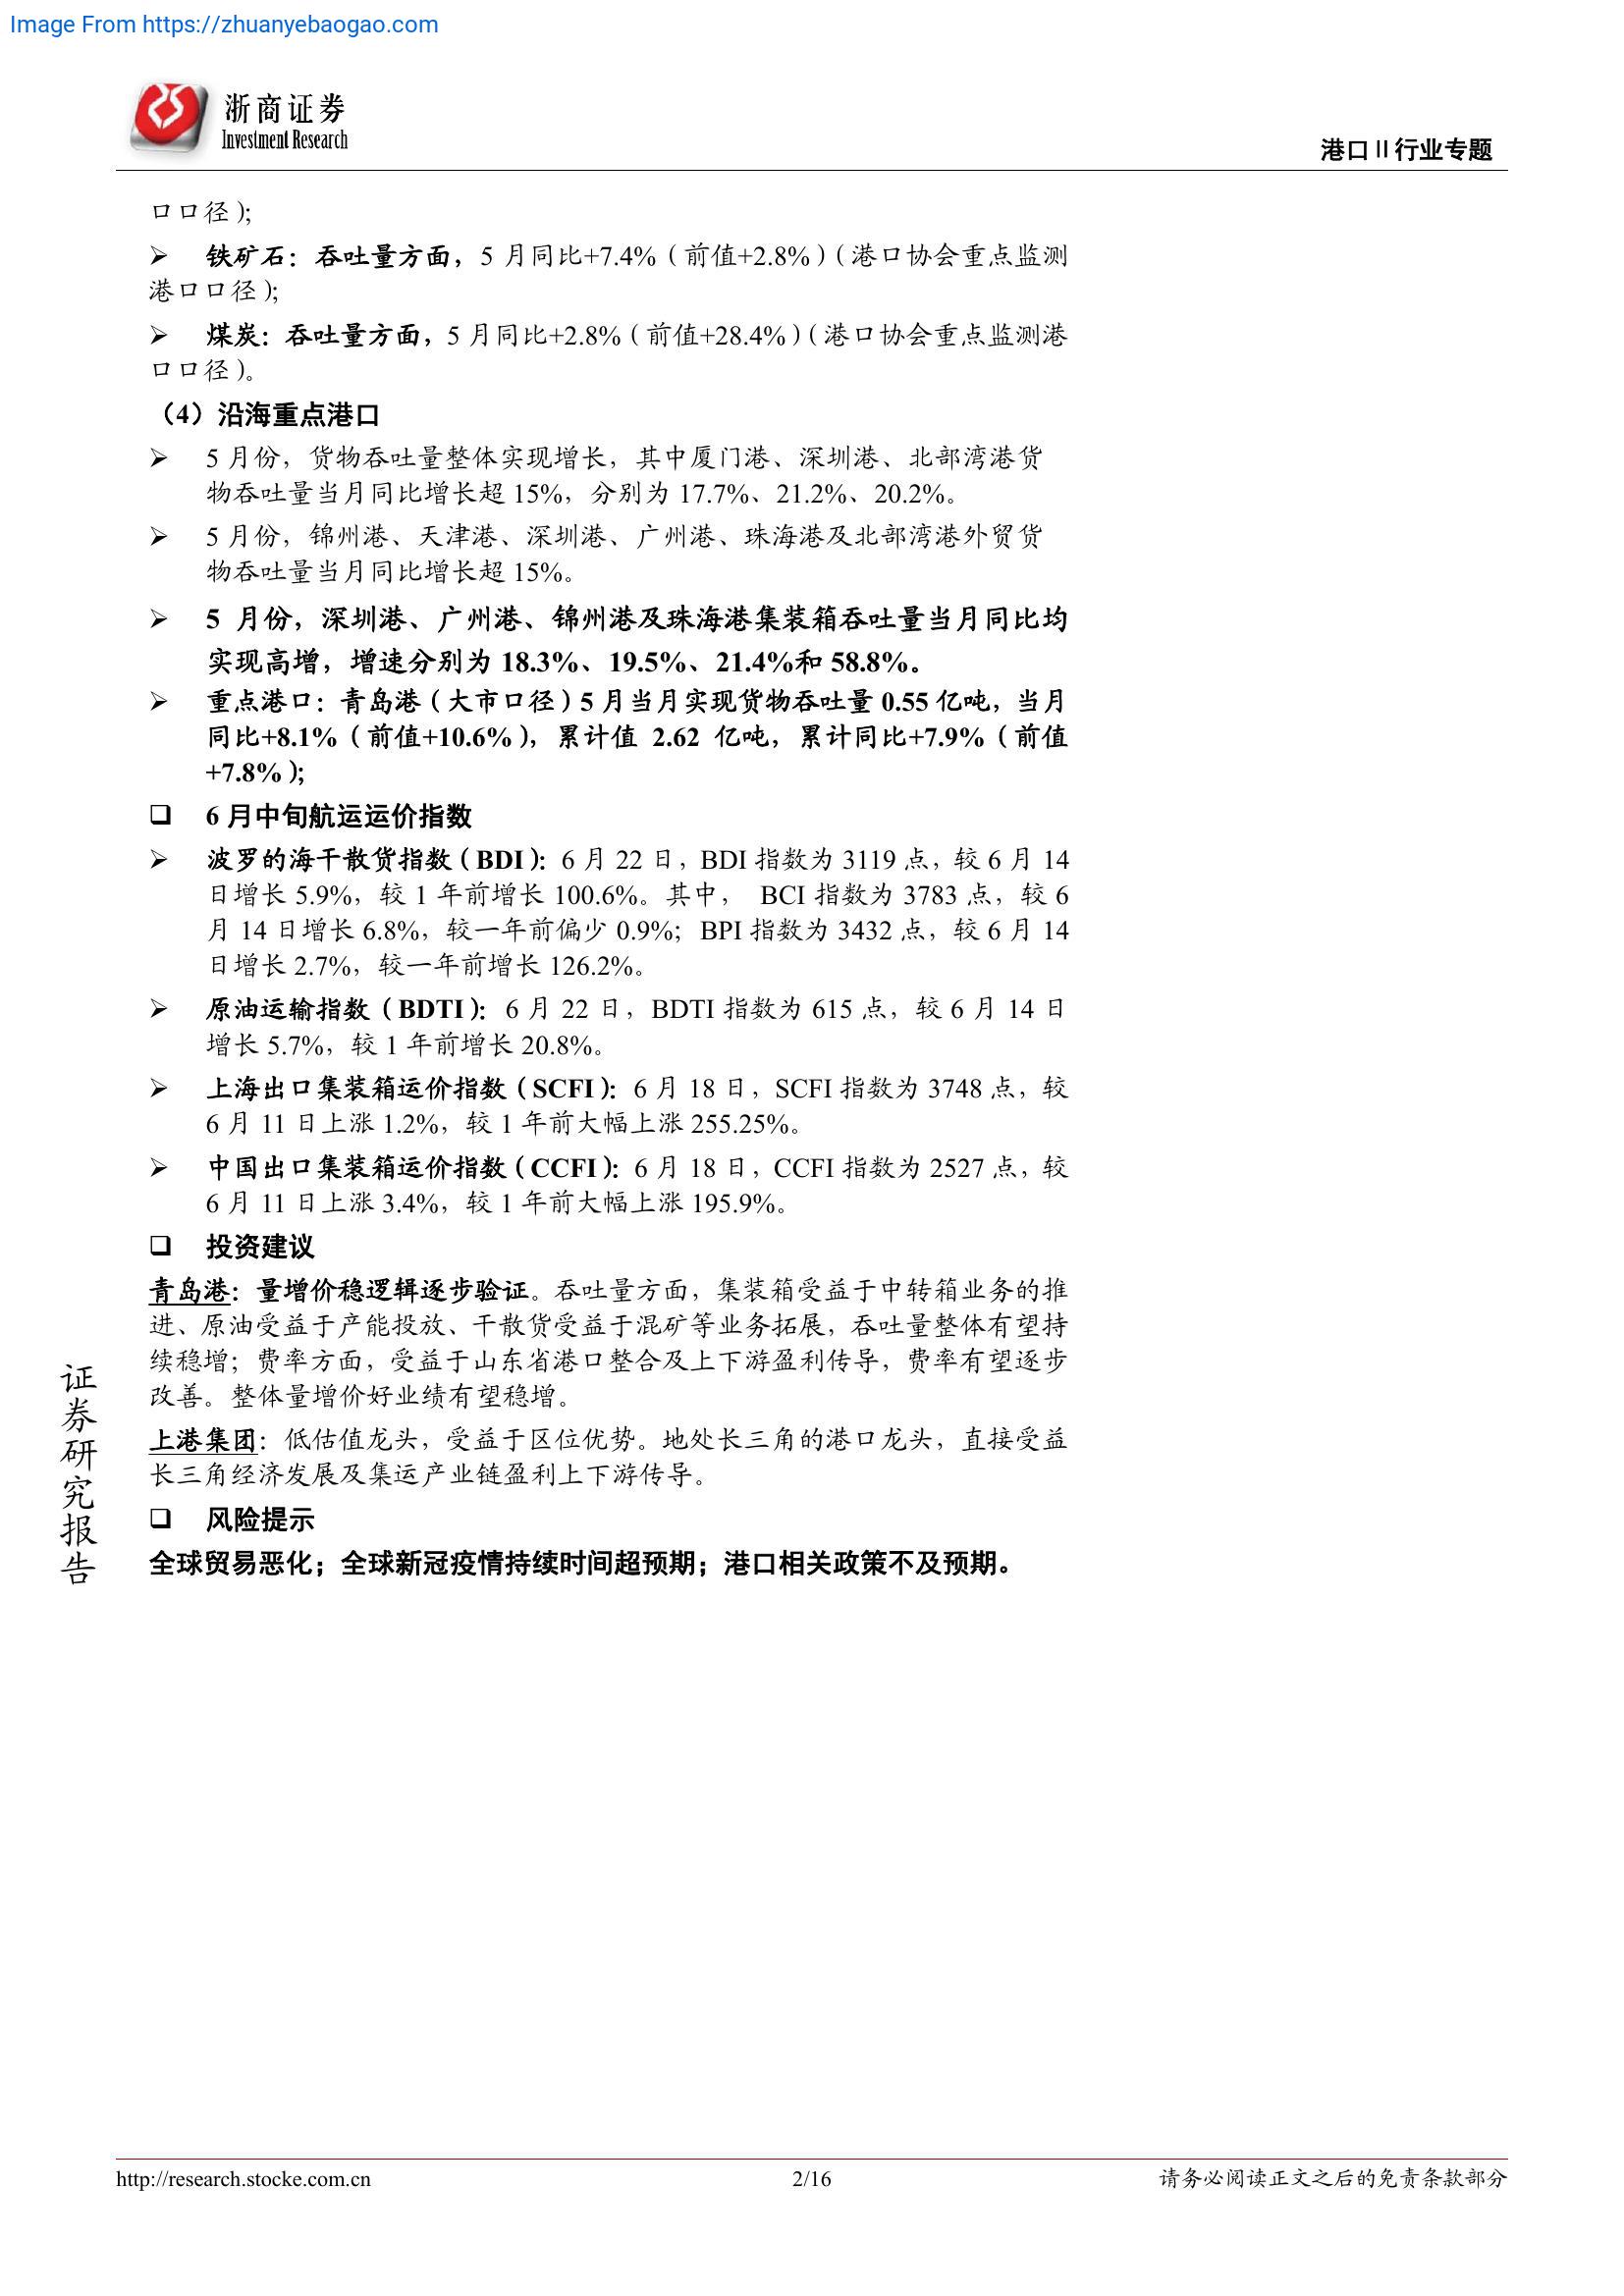 Image From https://zhuanyebaogao.com
浙商证券
Investment Research
港口Ⅱ行业专题
口口径）；
铁矿石：吞吐量方面，5 月同比+7.4%（前值+2.8%）（港口协会重点监测
港口口径）；
煤炭：吞吐量方面，5 月同比+2.8%（前值+28.4%）（港口协会重点监测港
口口径）。
（4）沿海重点港口
5 月份，货物吞吐量整体实现增长，其中厦门港、深圳港、北部湾港货
物吞吐量当月同比增长超 15%，分别为 17.7%、21.2%、20.2%。
5 月份，锦州港、天津港、深圳港、广州港、珠海港及北部湾港外贸货
物吞吐量当月同比增长超 15%。
5 月份，深圳港、广州港、锦州港及珠海港集装箱吞吐量当月同比均
实现高增，增速分别为 18.3%、19.5%、21.4%和 58.8%。
重点港口：青岛港（大市口径）5 月当月实现货物吞吐量 0.55 亿吨，当月
同比+8.1%（前值+10.6%），累计值 2.62 亿吨，累计同比+7.9%（前值
+7.8%）；
6 月中旬航运运价指数
波罗的海干散货指数（BDI）：6 月 22 日，BDI 指数为 3119 点，较 6 月 14
日增长 5.9%，较 1 年前增长 100.6%。其中， BCI 指数为 3783 点，较 6
月 14 日增长 6.8%，较一年前偏少 0.9%；BPI 指数为 3432 点，较 6 月 14
日增长 2.7%，较一年前增长 126.2%。
原油运输指数（BDTI）：6 月 22 日，BDTI 指数为 615 点，较 6 月 14 日
增长 5.7%，较 1 年前增长 20.8%。
上海出口集装箱运价指数（SCFI）：6 月 18 日，SCFI 指数为 3748 点，较
6 月 11 日上涨 1.2%，较 1 年前大幅上涨 255.25%。
中国出口集装箱运价指数（CCFI）：6 月 18 日，CCFI 指数为 2527 点，较
6 月 11 日上涨 3.4%，较 1 年前大幅上涨 195.9%。
投资建议
青岛港：量增价稳逻辑逐步验证。吞吐量方面，集装箱受益于中转箱业务的推
进、原油受益于产能投放、干散货受益于混矿等业务拓展，吞吐量整体有望持
续稳增；费率方面，受益于山东省港口整合及上下游盈利传导，费率有望逐步
改善。整体量增价好业绩有望稳增。
上港集团：低估值龙头，受益于区位优势。地处长三角的港口龙头，直接受益
长三角经济发展及集运产业链盈利上下游传导。
风险提示
全球贸易恶化；全球新冠疫情持续时间超预期；港口相关政策不及预期。
证券研究报告
http://research.stocke.com.cn
2/16
请务必阅读正文之后的免责条款部分